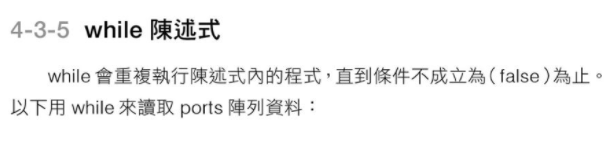 4-3-5 while 陳述式
while 會重複執行陳述式內的程式，直到條件不成立為（false）為止。
以下用 while 來讀取 ports 陣列資料：